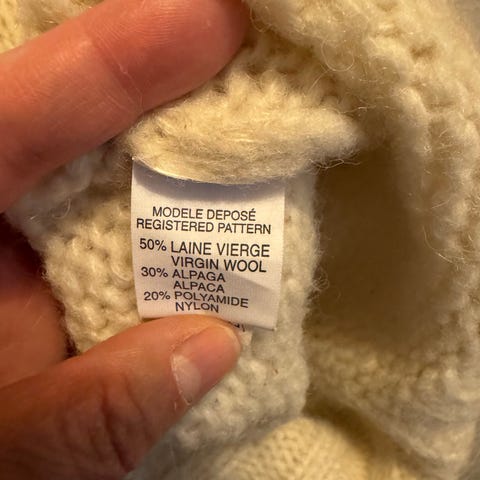 MODELE DEPOSÉ
REGISTERED PATTERN
50% LAINE VIERGE
VIRGIN WOOL
30% ALPAGA
ALPACA
20% POLYAMIDE
NYLON